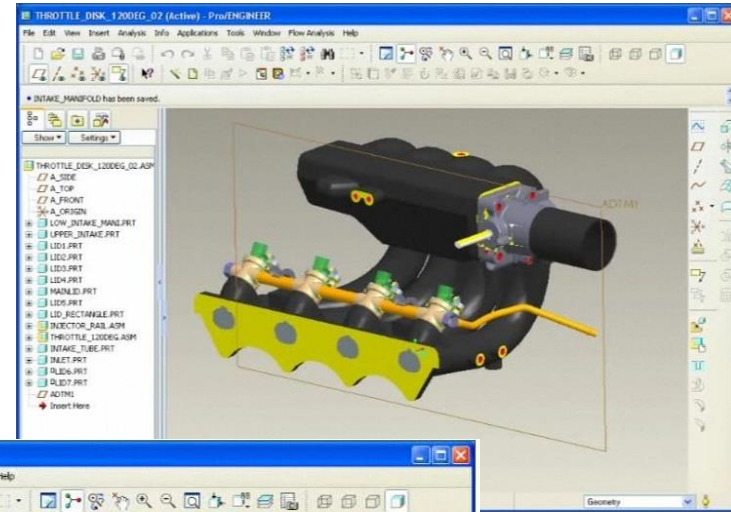 THROTTLE_DISK_120DEG_02 (Active) - Pro/ENGINEER
File Edit View Insert Analysis Info Applications Tools Window Flow Analysis Help
• INTAKE_MANIFOLD has been saved.
Show Settings
THROTTLE_DISK_120DEG_02.ASM
A_SIDE
A_TOP
A_FRONT
A_ORIGIN
LOW_INTAKE_MANI.PRT
UPPER_INTAKE.PRT
LID1.PRT
LID2.PRT
LID3.PRT
LID4.PRT
MAINLID.PRT
LID5.PRT
LID_RECTANGLE.PRT
INJECTOR_RAIL.ASM
THROTTLE_120DEG.ASM
INTAKE_TUBE.PRT
INLET.PRT
LID6.PRT
LID7.PRT
ADTM1
Insert Here
ADTM1
Help
Geometry